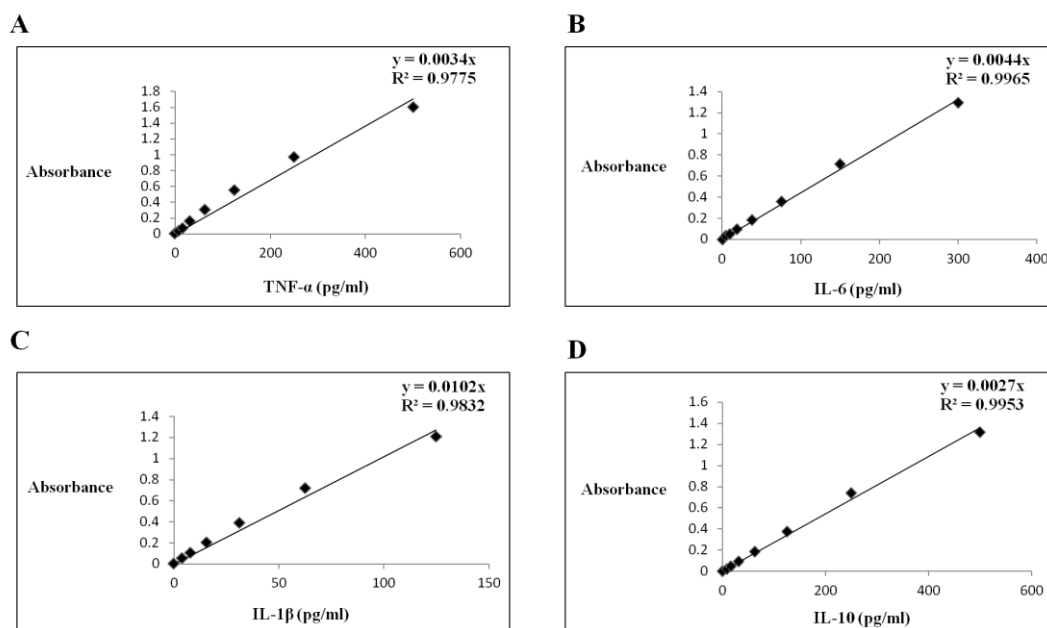 A
y = 0.0034x
R² = 0.9775
1.8
1.6
1.4
1.2
1
0.8
0.6
0.4
0.2
0
Absorbance
0 200 400 600
TNF-α (pg/ml)
B
y = 0.0044x
R² = 0.9965
1.4
1.2
1
0.8
0.6
0.4
0.2
0
Absorbance
0 100 200 300 400
IL-6 (pg/ml)
C
y = 0.0102x
R² = 0.9832
1.4
1.2
1
0.8
0.6
0.4
0.2
0
Absorbance
0 50 100 150
IL-1β (pg/ml)
D
y = 0.0027x
R² = 0.9953
1.6
1.4
1.2
1
0.8
0.6
0.4
0.2
0
Absorbance
0 200 400 600
IL-10 (pg/ml)